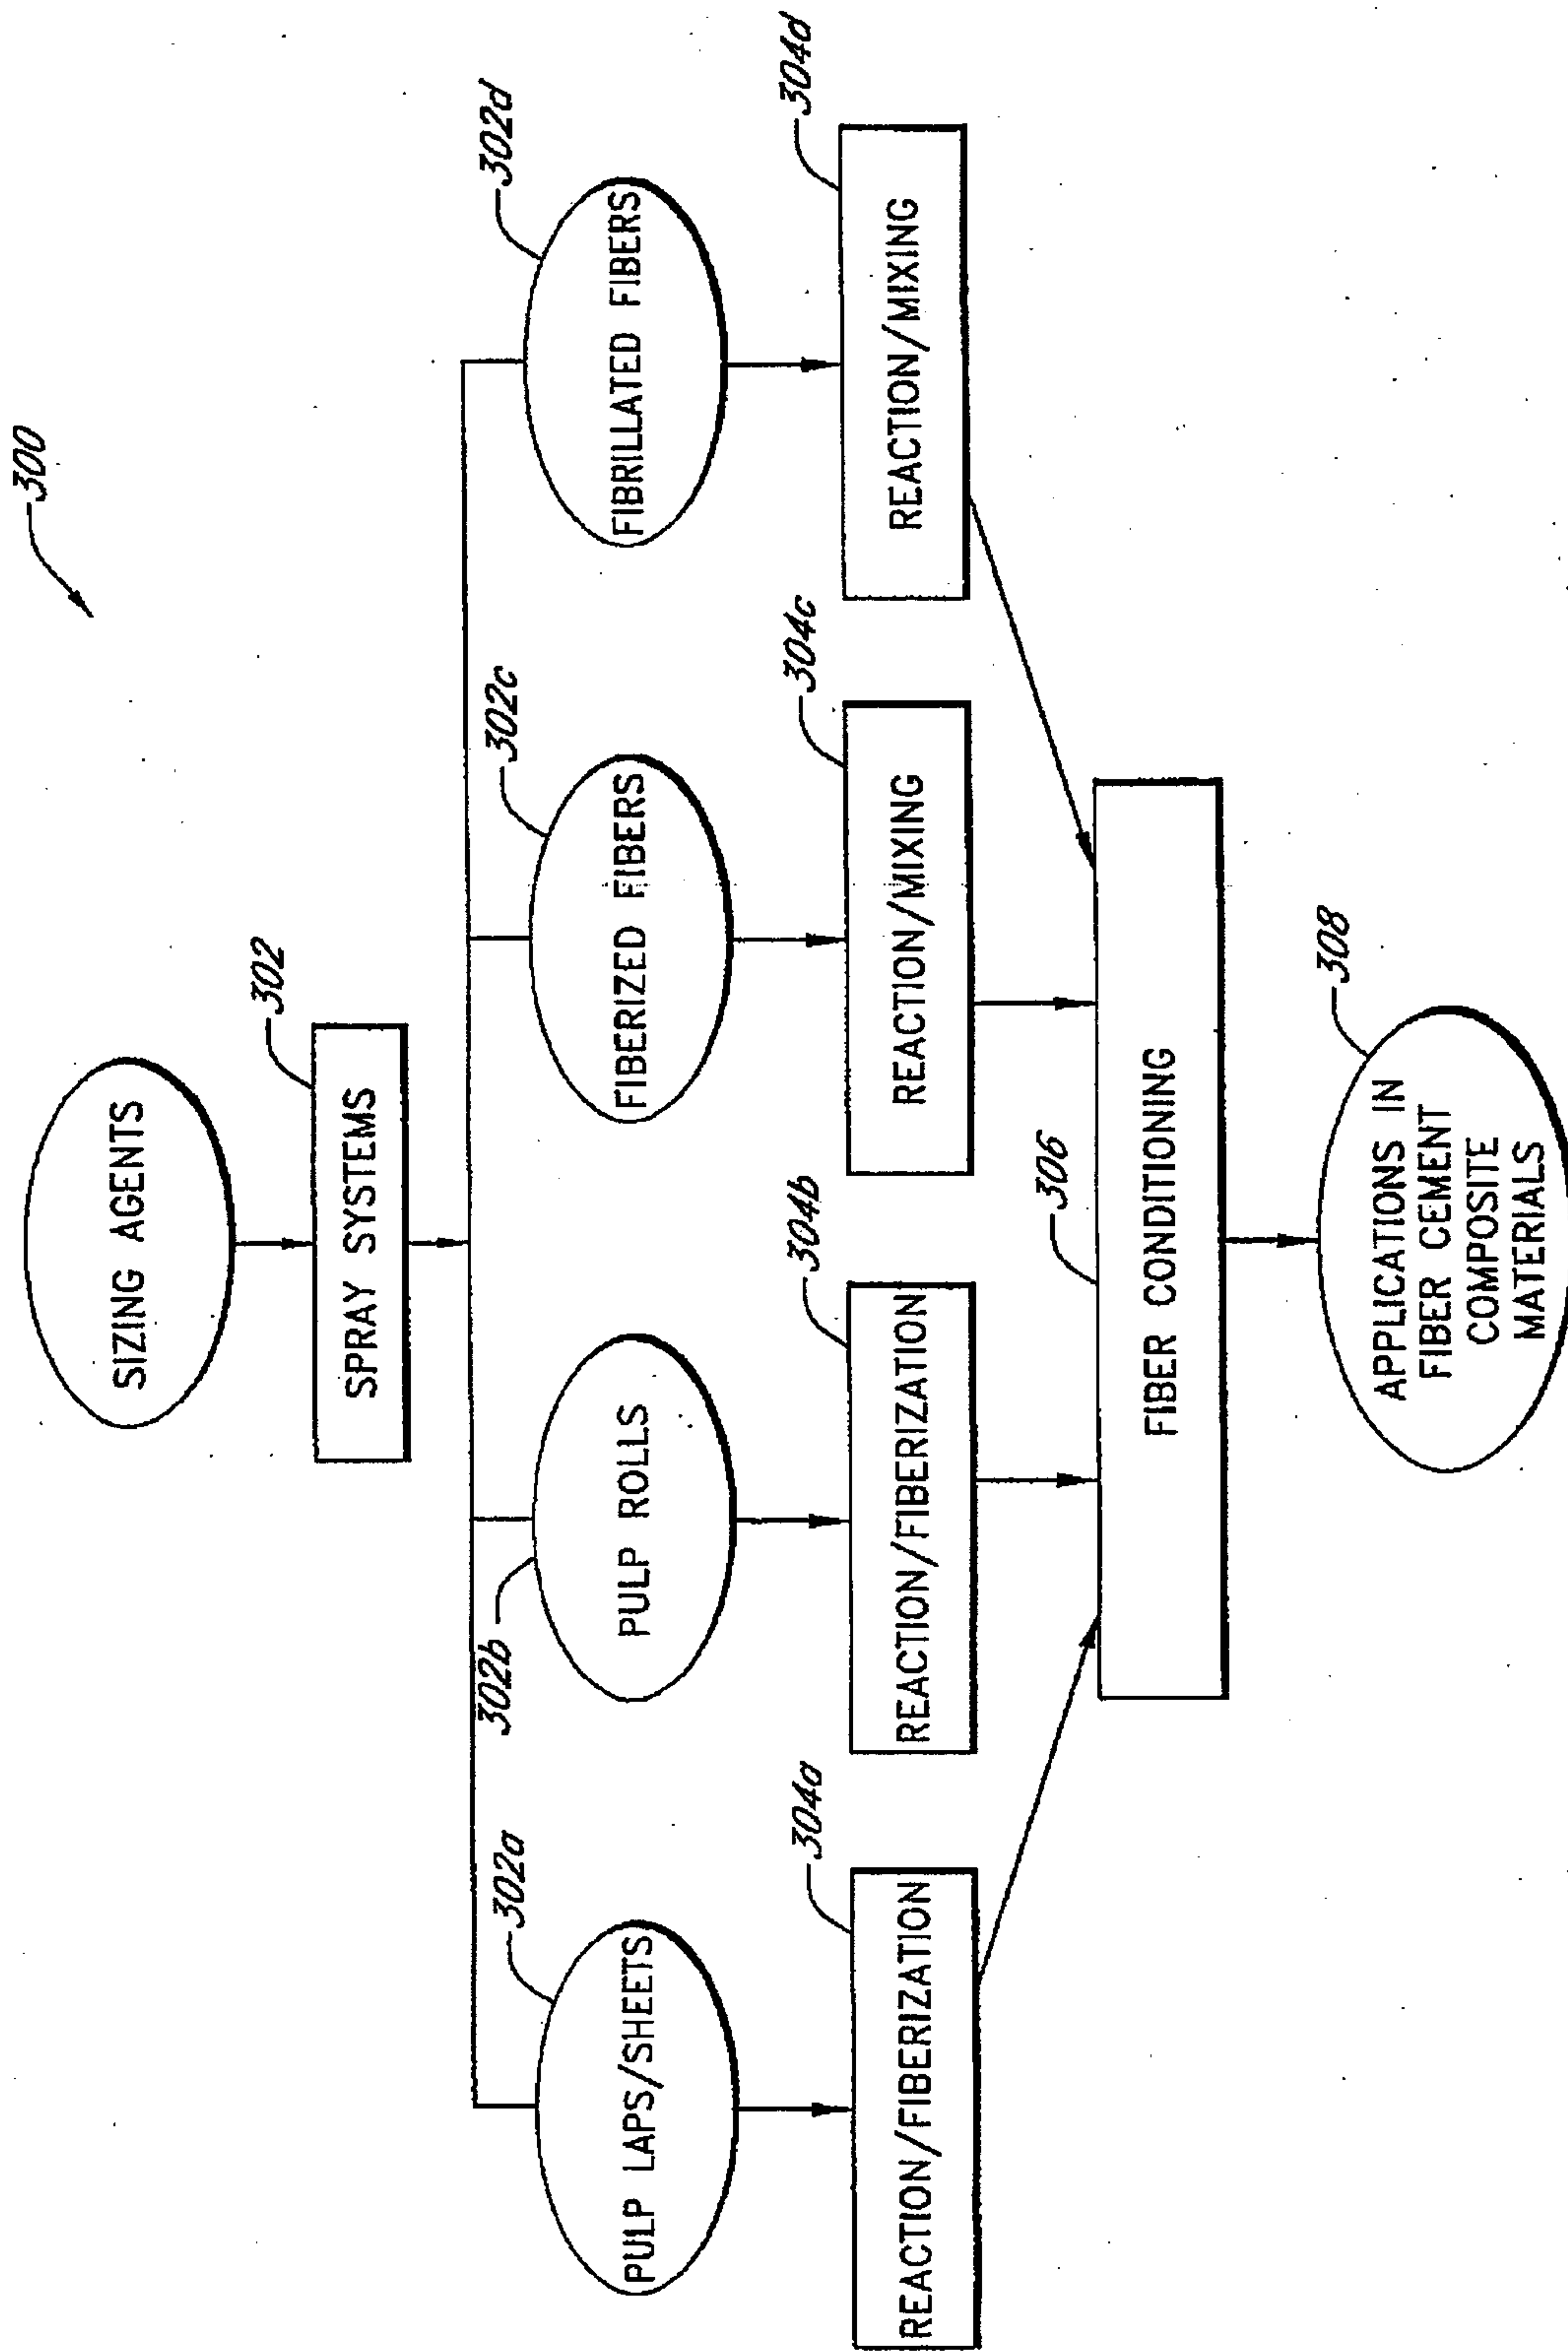 300
SIZING AGENTS
302
SPRAY SYSTEMS
302a
PULP LAPS/SHEETS
302b
PULP ROLLS
302c
FIBERIZED FIBERS
302d
FIBRILLATED FIBERS
304a
REACTION/FIBERIZATION
304b
REACTION/FIBERIZATION
304c
REACTION/MIXING
304d
REACTION/MIXING
306
FIBER CONDITIONING
308
APPLICATIONS IN
FIBER CEMENT
COMPOSITE
MATERIALS